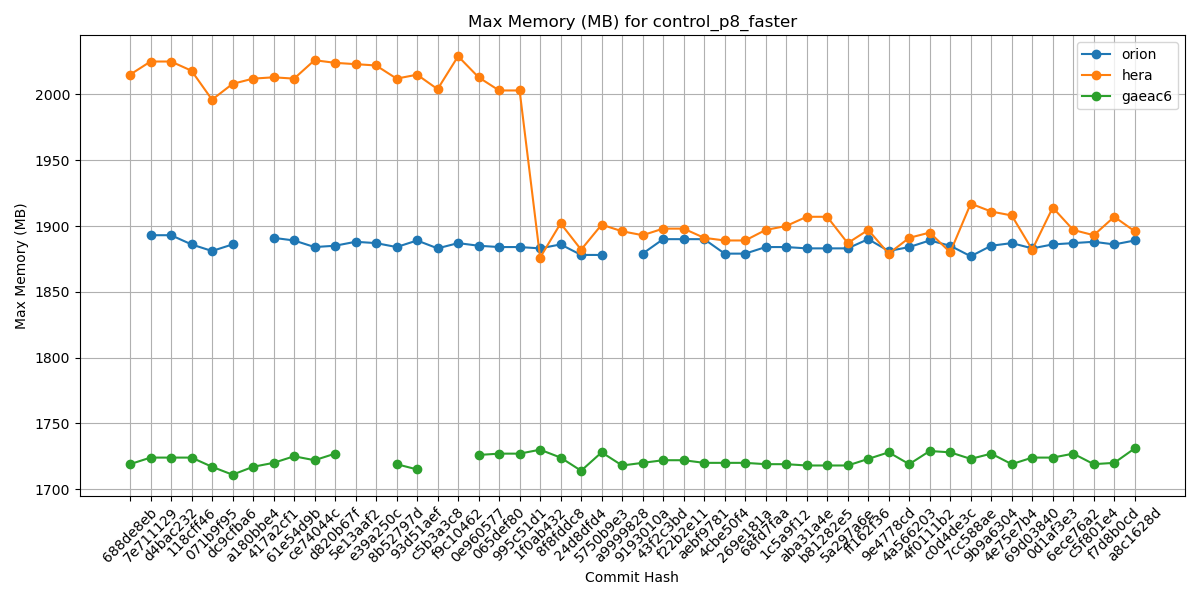 Max Memory (MB) for control_p8_faster
orion
hera
gaeac6
Max Memory (MB)
2000
1950
1900
1850
1800
1750
1700
688de8eb
7e711129
d4bac232
118cff46
071b9f95
dc9cfba6
a180bbe4
417a2cf1
61e54d9b
ce74044c
d820b67f
5e13aaf2
e39a250c
8b52797d
93d51aef
c5b3a3c8
f9c10462
0e960577
065def80
995c51d1
1f0ab432
8f8fddc8
24d8dfd4
5750b9e3
a9999828
9193010a
43f2c3bd
f22b2e11
aebf9781
4cbe50f4
269e181a
68fd7faa
1c5a9f12
aba31a4e
b81282e5
5a297a6e
ff162f36
9e4778cd
4a566203
4f0111b2
c0d4de3c
7cc588ae
9b9a6304
4e75e7b4
69d03840
0d1af3e3
6ece76a2
c5f801e4
f7d8b0cd
a8c1628d
Commit Hash